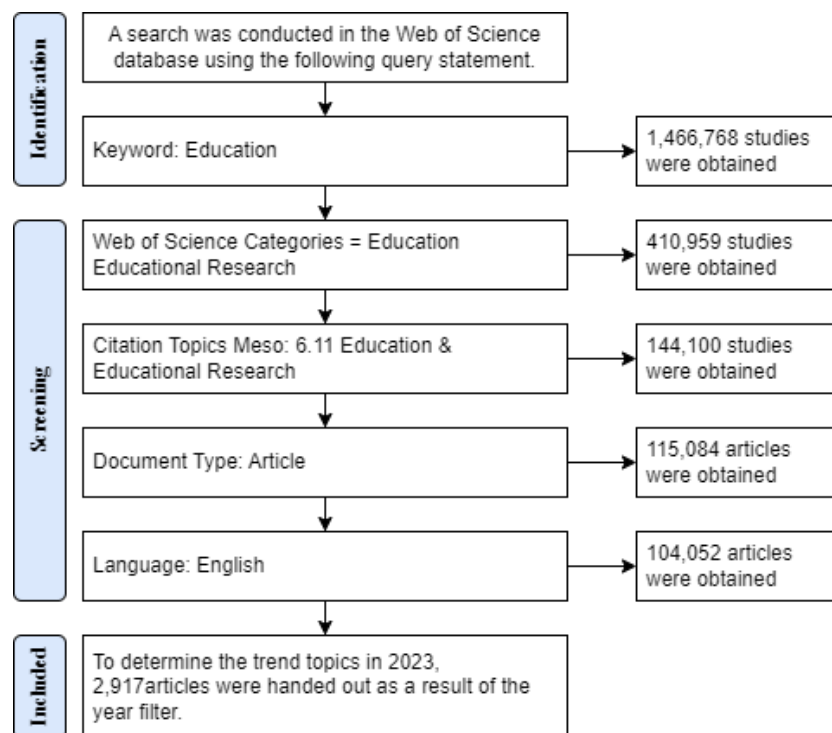 Identification
A search was conducted in the Web of Science
database using the following query statement.
Keyword: Education
1,466,768 studies
were obtained
Screening
Web of Science Categories = Education
Educational Research
410,959 studies
were obtained
Citation Topics Meso: 6.11 Education &
Educational Research
144,100 studies
were obtained
Document Type: Article
115,084 articles
were obtained
Language: English
104,052 articles
were obtained
Included
To determine the trend topics in 2023,
2,917articles were handed out as a result of the
year filter.